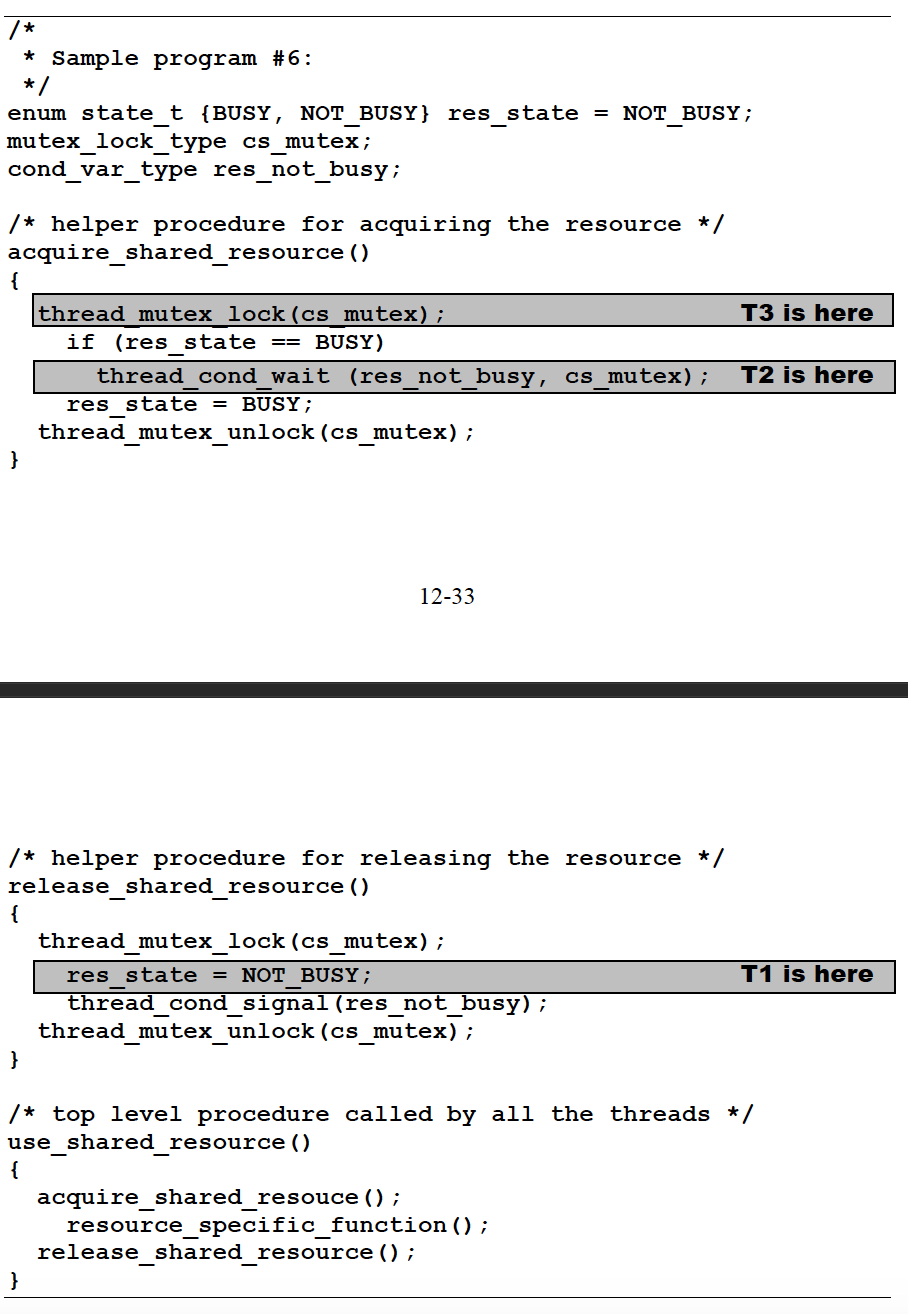 /*
 * Sample program #6:
 */
enum state_t {BUSY, NOT_BUSY} res_state = NOT_BUSY;
mutex_lock_type cs_mutex;
cond_var_type res_not_busy;

/* helper procedure for acquiring the resource */
acquire_shared_resource()
{
  thread_mutex_lock(cs_mutex); T3 is here
    if (res_state == BUSY)
      thread_cond_wait (res_not_busy, cs_mutex); T2 is here
    res_state = BUSY;
  thread_mutex_unlock(cs_mutex);
}

12-33

/* helper procedure for releasing the resource */
release_shared_resource()
{
  thread_mutex_lock(cs_mutex);
    res_state = NOT_BUSY; T1 is here
    thread_cond_signal(res_not_busy);
  thread_mutex_unlock(cs_mutex);
}

/* top level procedure called by all the threads */
use_shared_resource()
{
  acquire_shared_resouce();
    resource_specific_function();
  release_shared_resource();
}